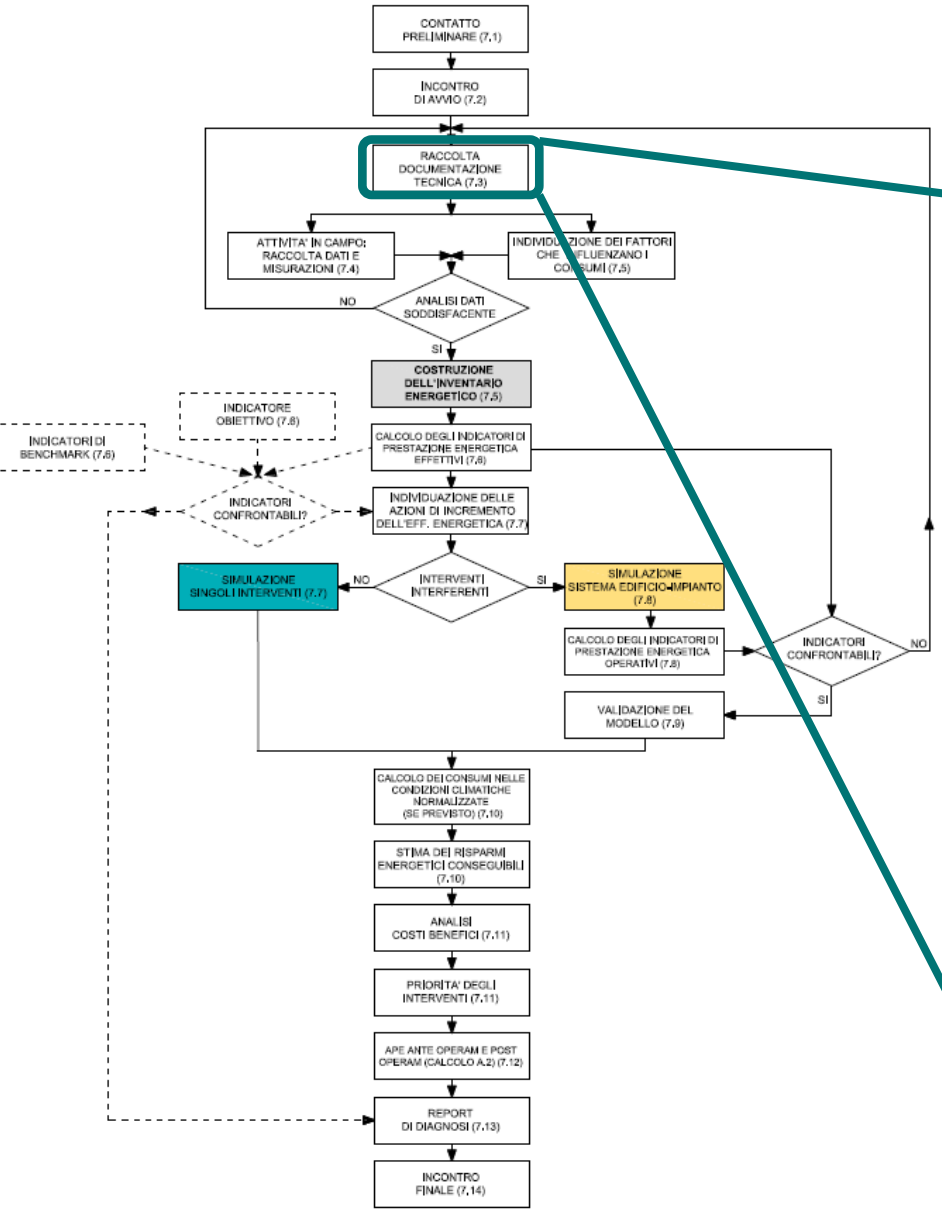 CONTATTO
PRELIMINARE (7.1)
INCONTRO
DI AVVIO (7.2)
RACCOLTA
DOCUMENTAZIONE
TECNICA (7.3)
ATTIVITA' IN CAMPO:
RACCOLTA DATI E
MISURAZIONI (7.4)
INDIVIDUAZIONE DEI FATTORI
CHE INFLUENZANO I
CONSUMI (7.5)
NO
ANALISI DATI
SODDISFACENTE
SI
COSTRUZIONE
DELL'INVENTARIO
ENERGETICO (7.5)
INDICATORE
OBIETTIVO (7.6)
INDICATORI DI
BENCHMARK (7.6)
CALCOLO DEGLI INDICATORI DI
PRESTAZIONE ENERGETICA
EFFETTIVI (7.6)
INDICATORI
CONFRONTABILI?
INDIVIDUAZIONE DELLE
AZIONI DI INCREMENTO
DELL'EFF. ENERGETICA (7.7)
SIMULAZIONE
SINGOLI INTERVENTI (7.7)
NO
INTERVENTI
INTERFERENTI
SI
SIMULAZIONE
SISTEMA EDIFICIO-IMPIANTO
(7.8)
CALCOLO DEGLI INDICATORI DI
PRESTAZIONE ENERGETICA
OPERATIVI (7.8)
INDICATORI
CONFRONTABILI?
NO
SI
VALIDAZIONE DEL
MODELLO (7.9)
CALCOLO DEI CONSUMI NELLE
CONDIZIONI CLIMATICHE
NORMALIZZATE
(SE PREVISTO) (7.10)
STIMA DEI RISPARMI
ENERGETICI CONSEGUIBILI
(7.10)
ANALISI
COSTI BENEFICI (7.11)
PRIORITA' DEGLI
INTERVENTI (7.11)
APE ANTE OPERAM E POST
OPERAM (CALCOLO A.2) (7.12)
REPORT
DI DIAGNOSI (7.13)
INCONTRO
FINALE (7.14)